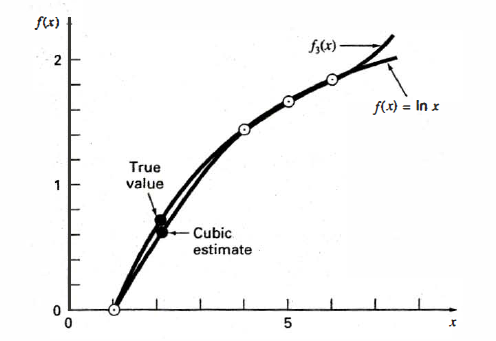 f(x)
2
f₃(x)
f(x) = ln x
True
value
1
Cubic
estimate
0
0
5
x